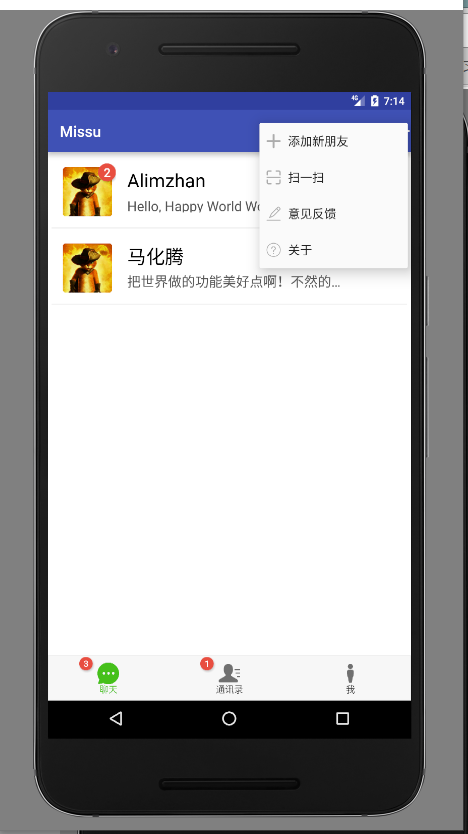 4G 7:14
Missu
添加新朋友
扫一扫
意见反馈
关于
2
Alimzhan
Hello, Happy World Wo
马化腾
把世界做的功能美好点啊！不然的...
3
聊天
1
通讯录
我